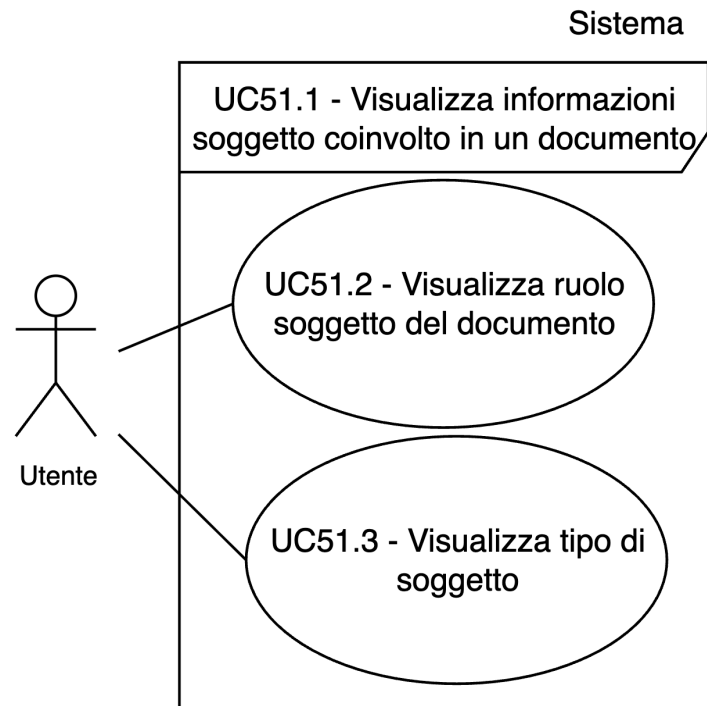 Sistema
UC51.1 - Visualizza informazioni
soggetto coinvolto in un documento
UC51.2 - Visualizza ruolo
soggetto del documento
Utente
UC51.3 - Visualizza tipo di
soggetto